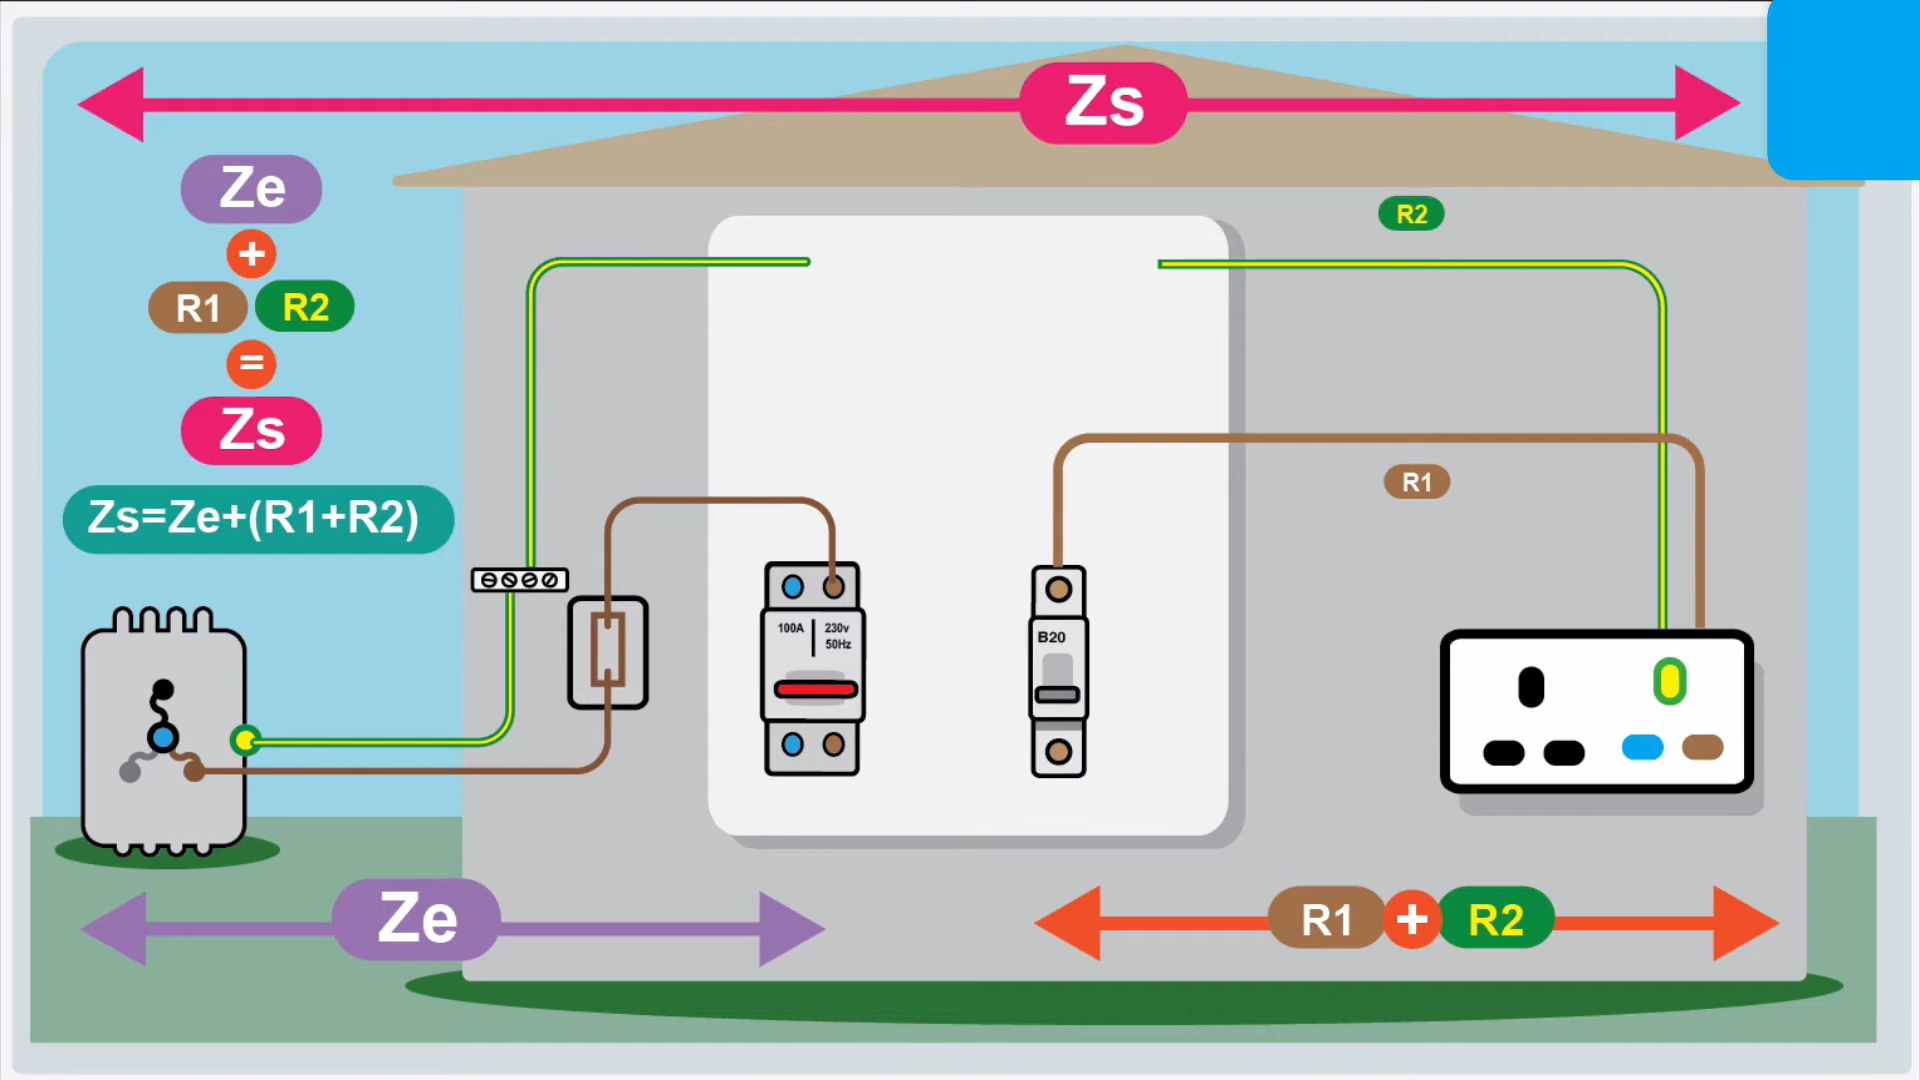 Zs
Ze
+
R1 R2
=
Zs
Zs=Ze+(R1+R2)
R2
R1
100A 230v
50Hz
B20
Ze
R1 + R2